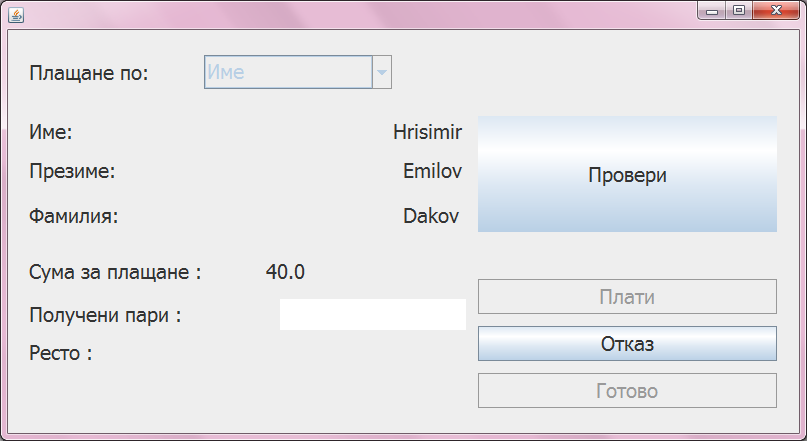 Плащане по: Име
Име: Hrisimir
Презиме: Emilov
Фамилия: Dakov
Провери
Сума за плащане : 40.0
Получени пари :
Ресто :
Плати
Отказ
Готово